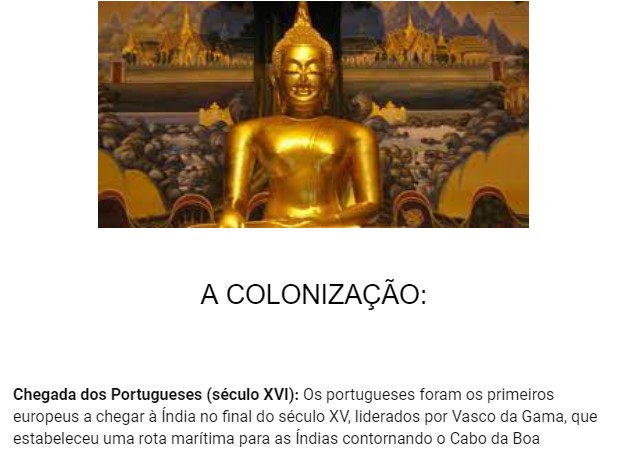 A COLONIZAÇÃO:
Chegada dos Portugueses (século XVI): Os portugueses foram os primeiros
europeus a chegar à Índia no final do século XV, liderados por Vasco da Gama, que
estabeleceu uma rota marítima para as Índias contornando o Cabo da Boa